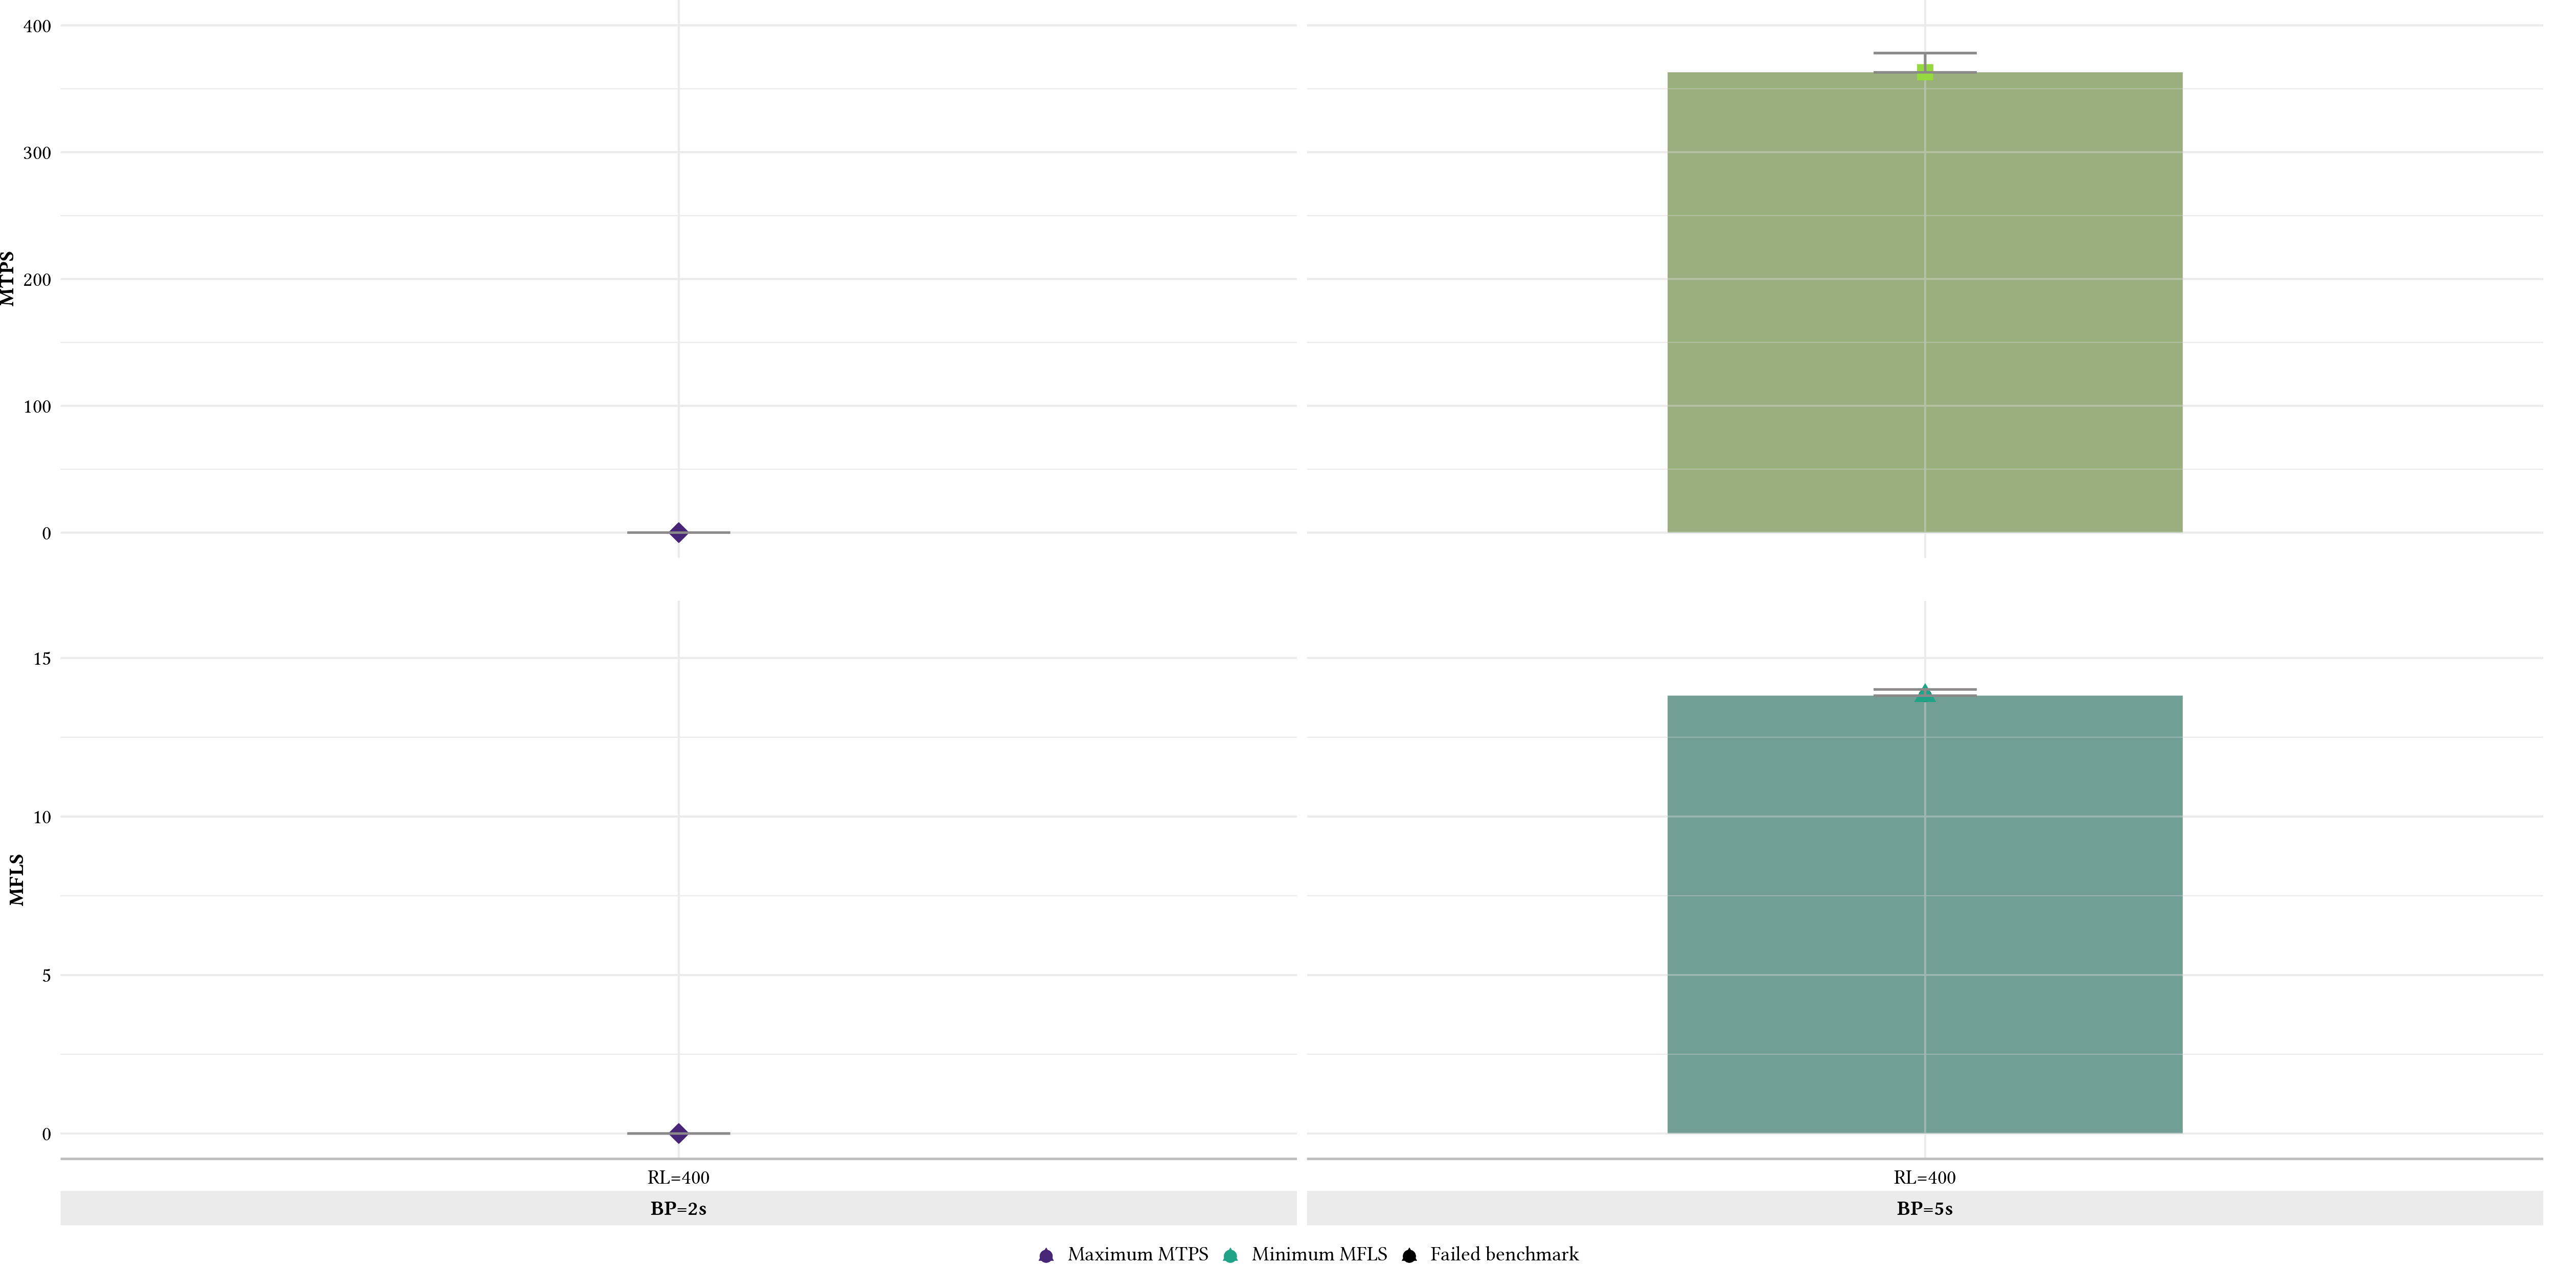 400
300
200
100
0
MTPS
15
10
5
0
MFLS
RL=400
RL=400
BP=2s
BP=5s
Maximum MTPS
Minimum MFLS
Failed benchmark